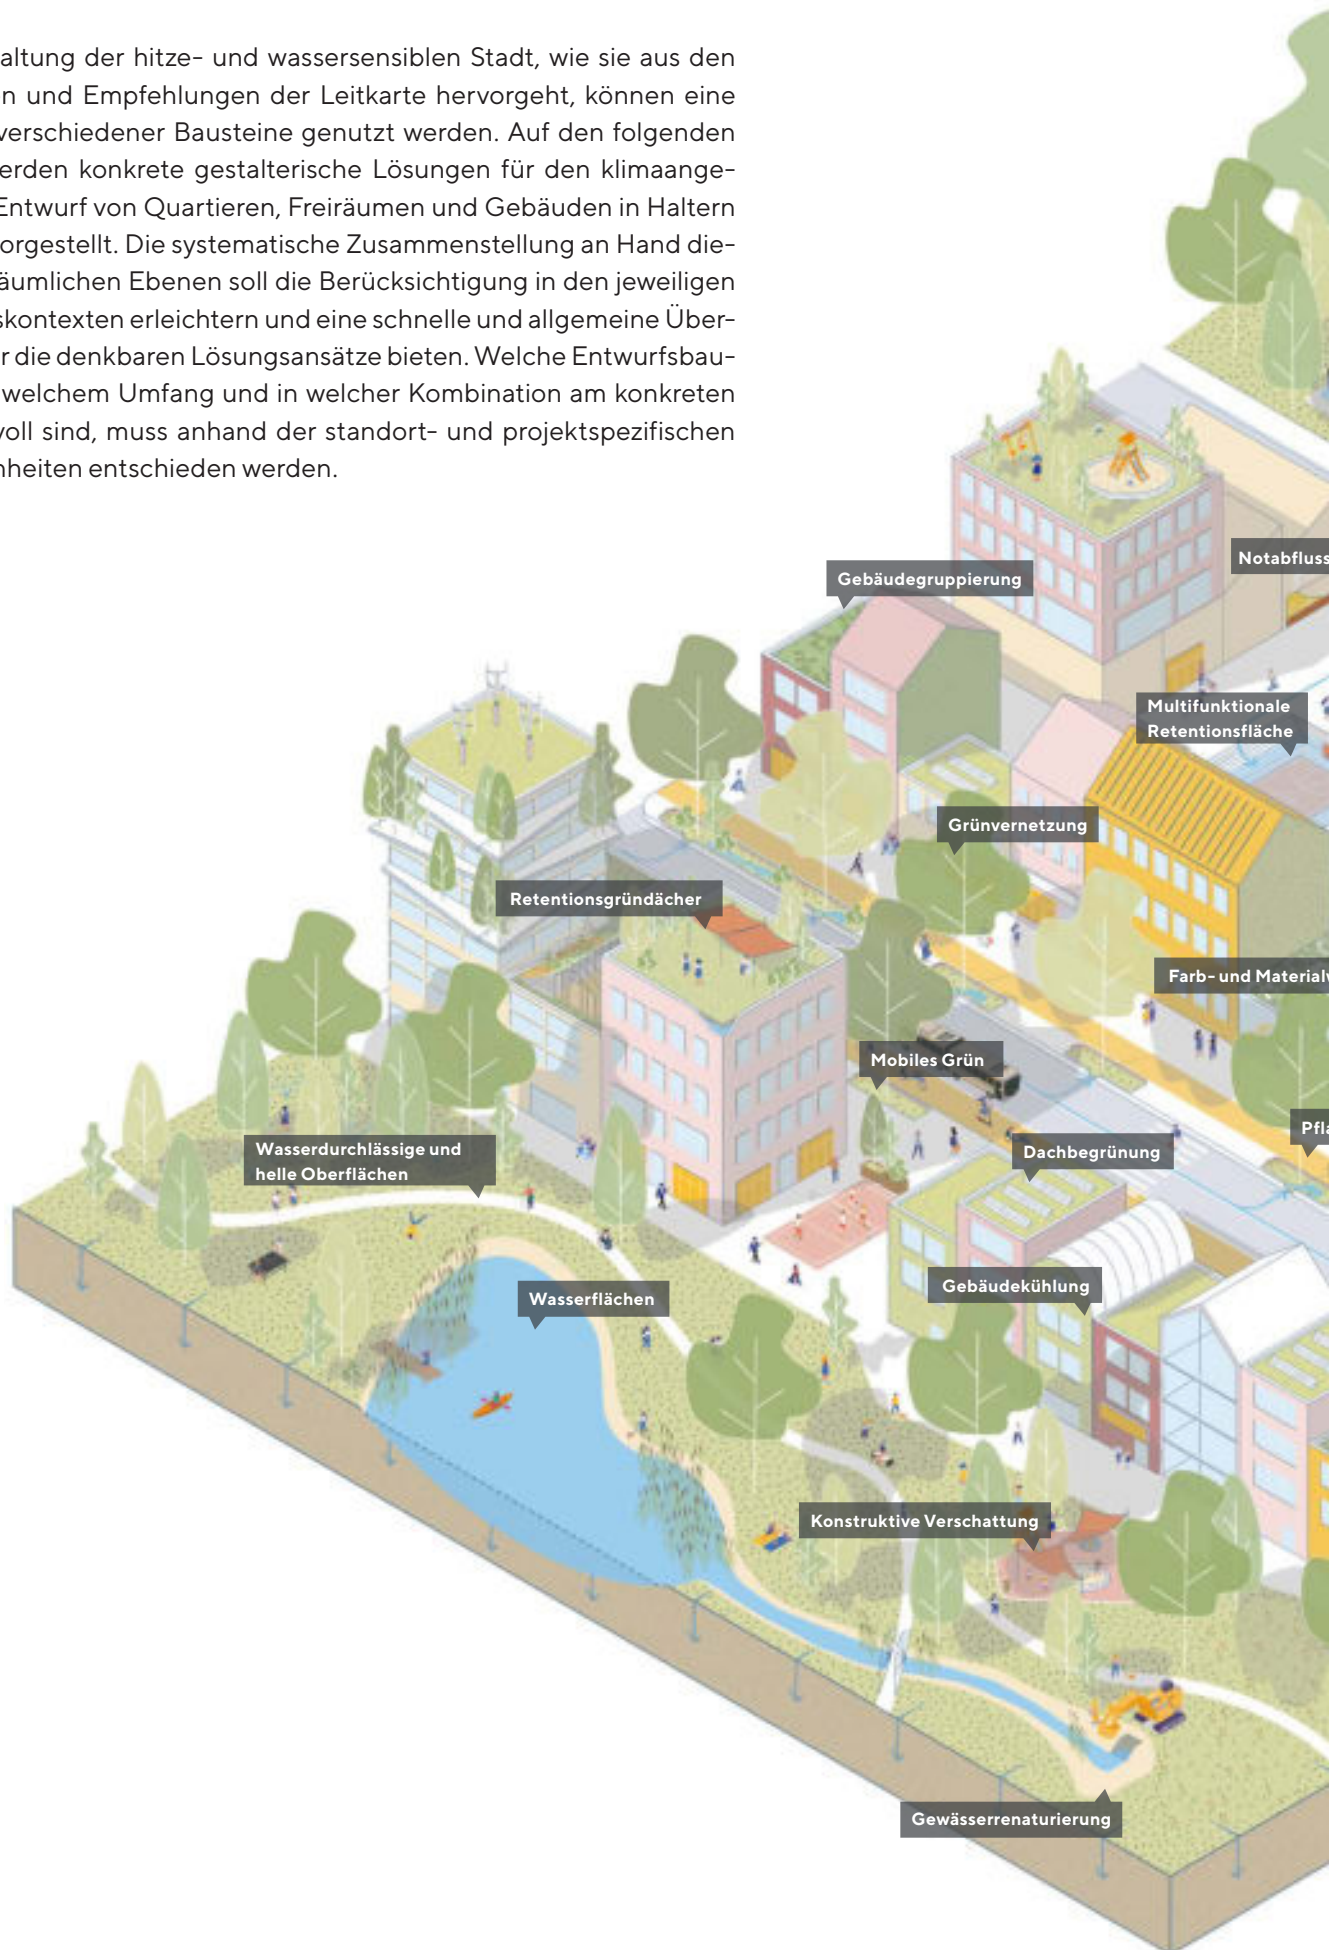 altung der hitze- und wassersensiblen Stadt, wie sie aus den
n und Empfehlungen der Leitkarte hervorgeht, können eine
verschiedener Bausteine genutzt werden. Auf den folgenden
erden konkrete gestalterische Lösungen für den klimaange-
Entwurf von Quartieren, Freiräumen und Gebäuden in Haltern
orgestellt. Die systematische Zusammenstellung an Hand die-
äumlichen Ebenen soll die Berücksichtigung in den jeweiligen
skontexten erleichtern und eine schnelle und allgemeine Über-
r die denkbaren Lösungsansätze bieten. Welche Entwurfsbau-
welchem Umfang und in welcher Kombination am konkreten
voll sind, muss anhand der standort- und projektspezifischen
nheiten entschieden werden.
Notabfluss
Gebäudegruppierung
Multifunktionale
Retentionsfläche
Grünvernetzung
Retentionsgründächer
Farb- und Material
Mobiles Grün
Pfla
Wasserdurchlässige und
helle Oberflächen
Dachbegrünung
Gebäudekühlung
Wasserflächen
Konstruktive Verschattung
Gewässerrenaturierung